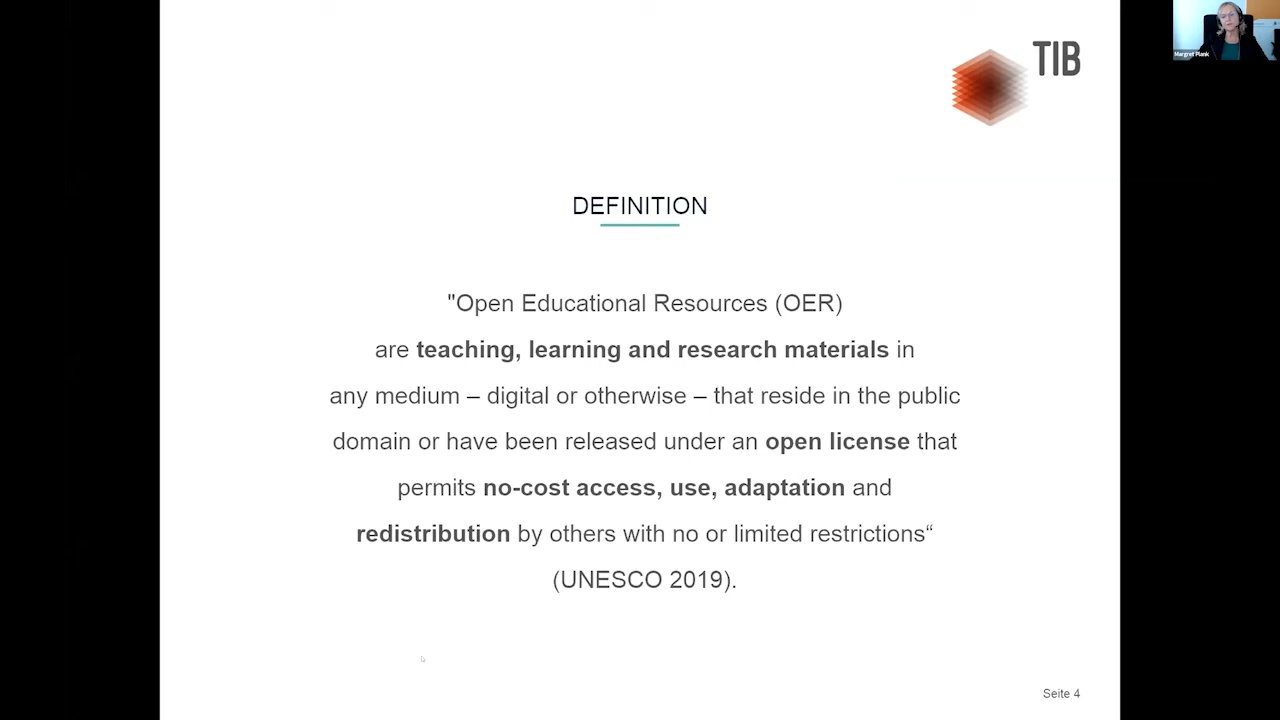 TIB
Margret Plank
DEFINITION
"Open Educational Resources (OER)
are teaching, learning and research materials in
any medium – digital or otherwise – that reside in the public
domain or have been released under an open license that
permits no-cost access, use, adaptation and
redistribution by others with no or limited restrictions“
(UNESCO 2019).
Seite 4